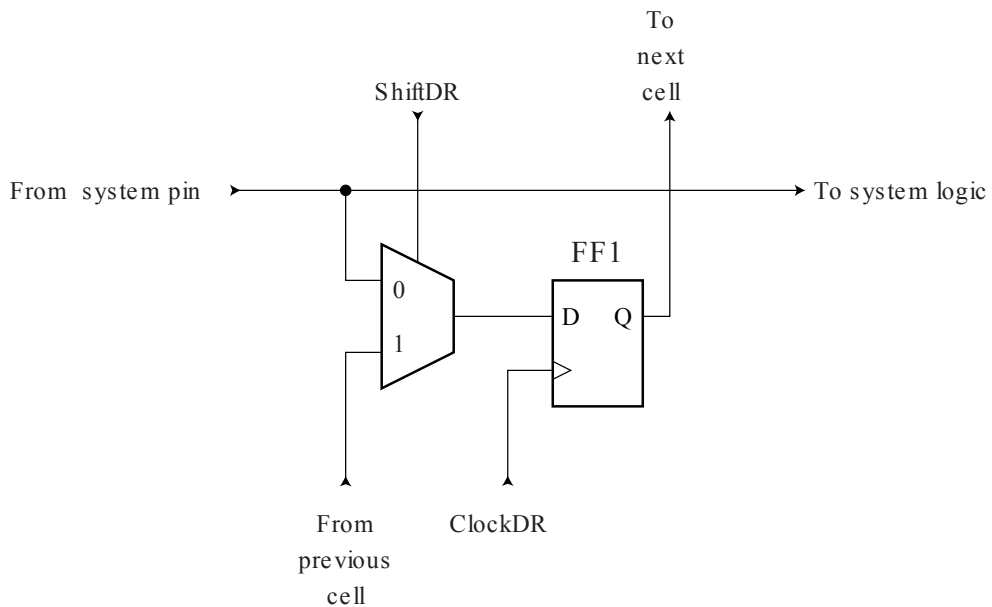 To
next
cell
ShiftDR
From system pin
To system logic
FF1
0
D Q
1
From
previous
cell
ClockDR